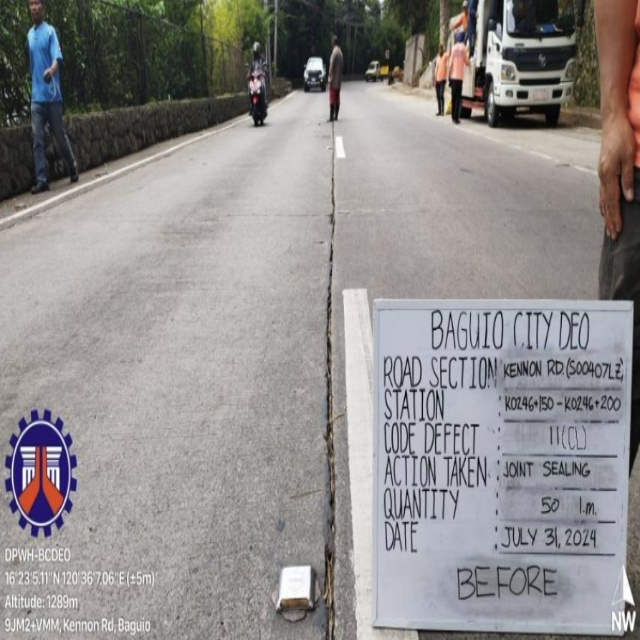 BAGUIO CITY DEO
ROAD SECTION KENNON RD. (S00407LZ)
STATION K0246+150 - K0246+200
CODE DEFECT
ACTION TAKEN JOINT SEALING
QUANTITY 50 l.m.
DATE JULY 31, 2024
BEFORE
DPWH-BCDEO
16°23'5.11" N 120°36'7.06" E (±5m)
Altitude: 1289m
9JM2+VMM, Kennon Rd, Baguio
NW